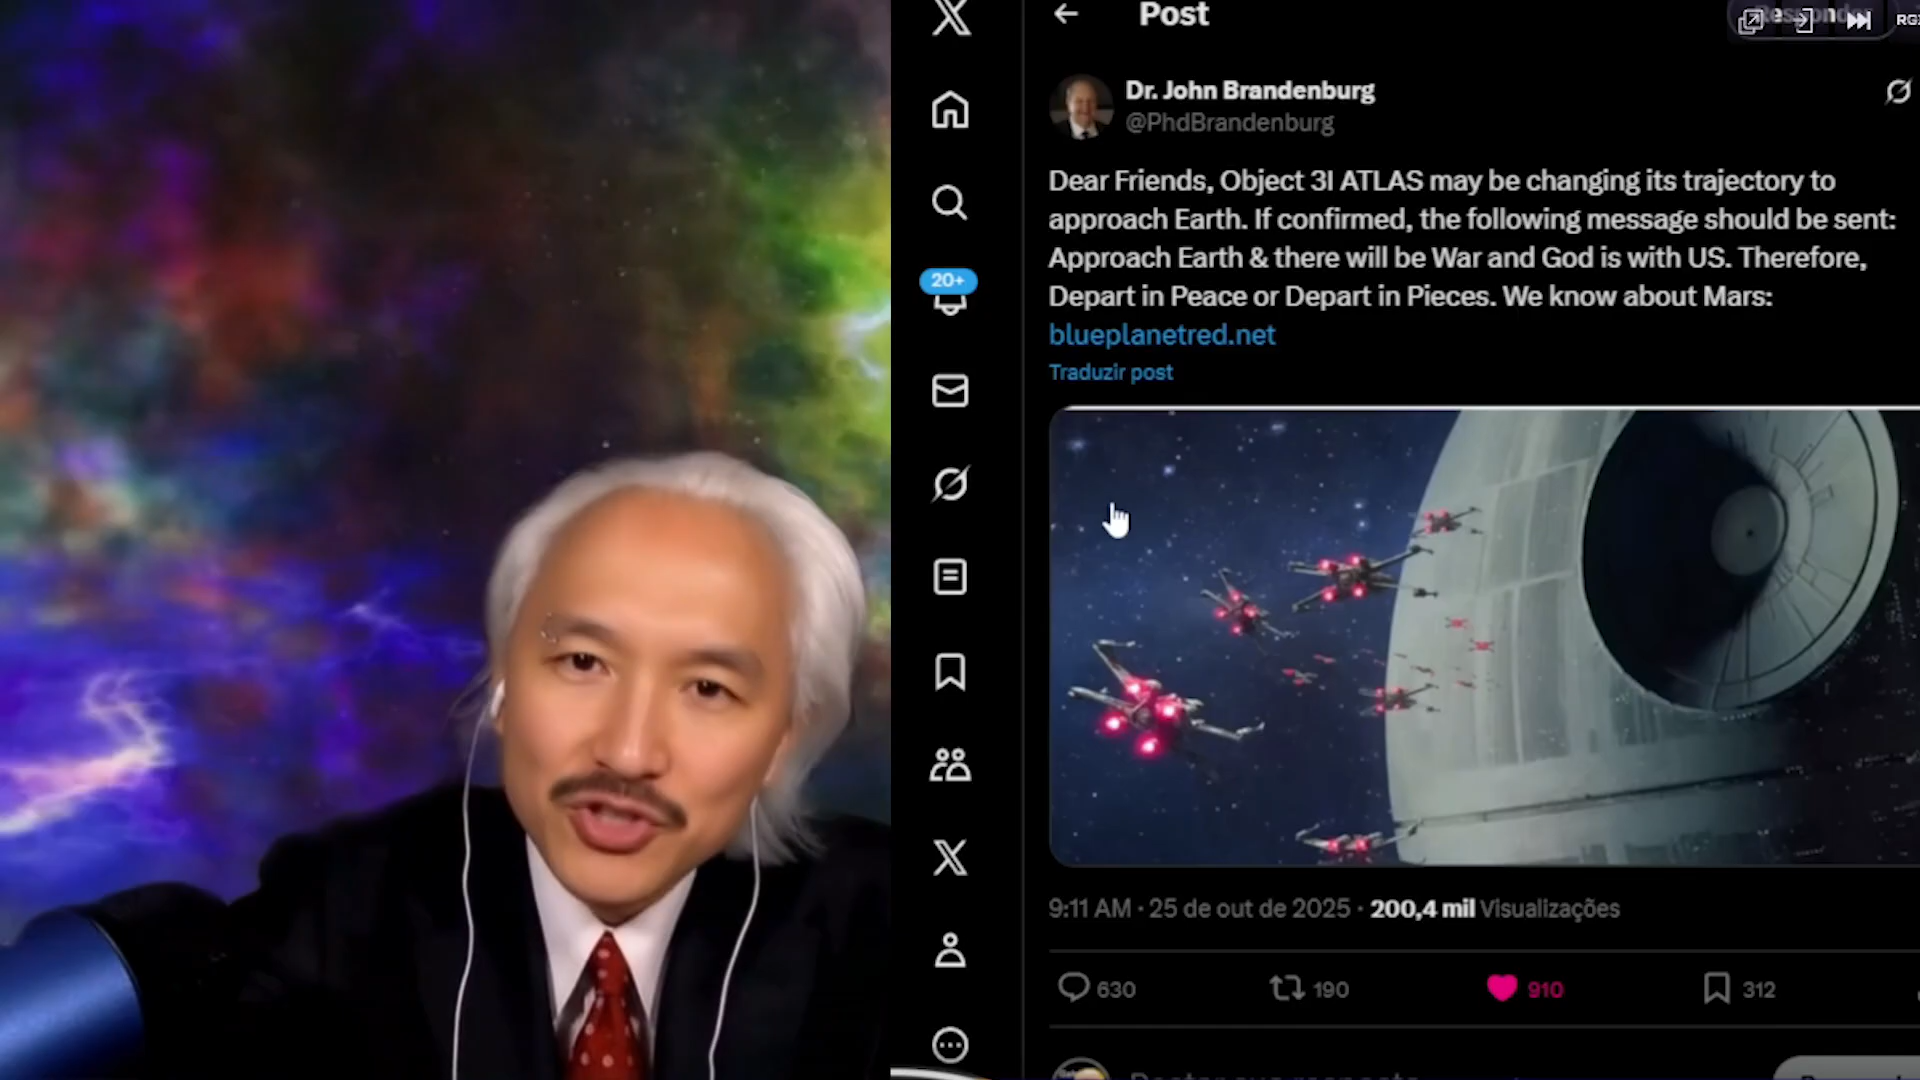 Post
Dr. John Brandenburg
@PhdBrandenburg
Dear Friends, Object 3I ATLAS may be changing its trajectory to
approach Earth. If confirmed, the following message should be sent:
Approach Earth & there will be War and God is with US. Therefore,
Depart in Peace or Depart in Pieces. We know about Mars:
blueplanetred.net
Traduzir post
9:11 AM · 25 de out de 2025 · 200,4 mil Visualizações
630 190 910 312
20+